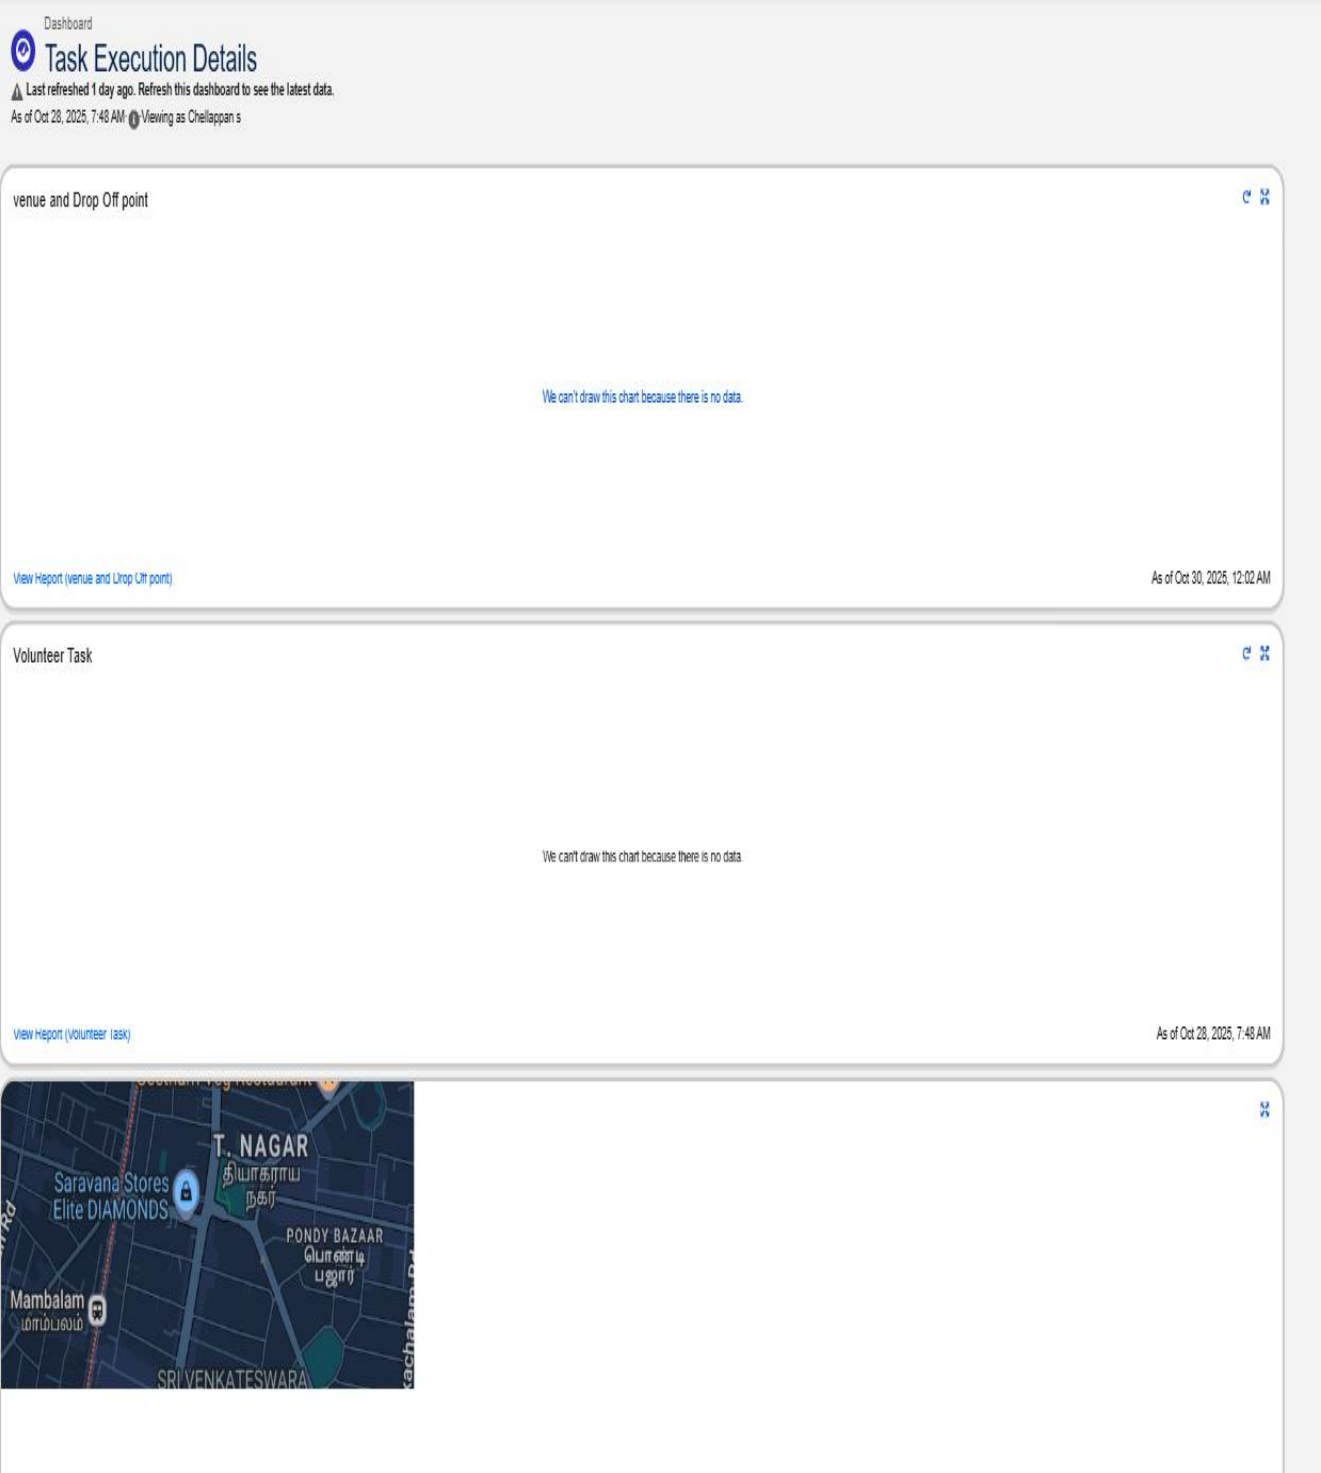 Dashboard
Task Execution Details
Last refreshed 1 day ago. Refresh this dashboard to see the latest data.
As of Oct 28, 2025, 7:48 AM·Viewing as Chellappan s
venue and Drop Off point
We can't draw this chart because there is no data.
View Report (venue and Drop Off point)
As of Oct 30, 2025, 12:02 AM
Volunteer Task
We can't draw this chart because there is no data.
View Report (Volunteer Task)
As of Oct 28, 2025, 7:48 AM
Restaurant
T. NAGAR
தியாகராய
நகர்
Saravana Stores
Elite DIAMONDS
PONDY BAZAAR
பொண்டி
பஜார்
Mambalam
மாம்பலம்
SRI VENKATESWARA
Rd